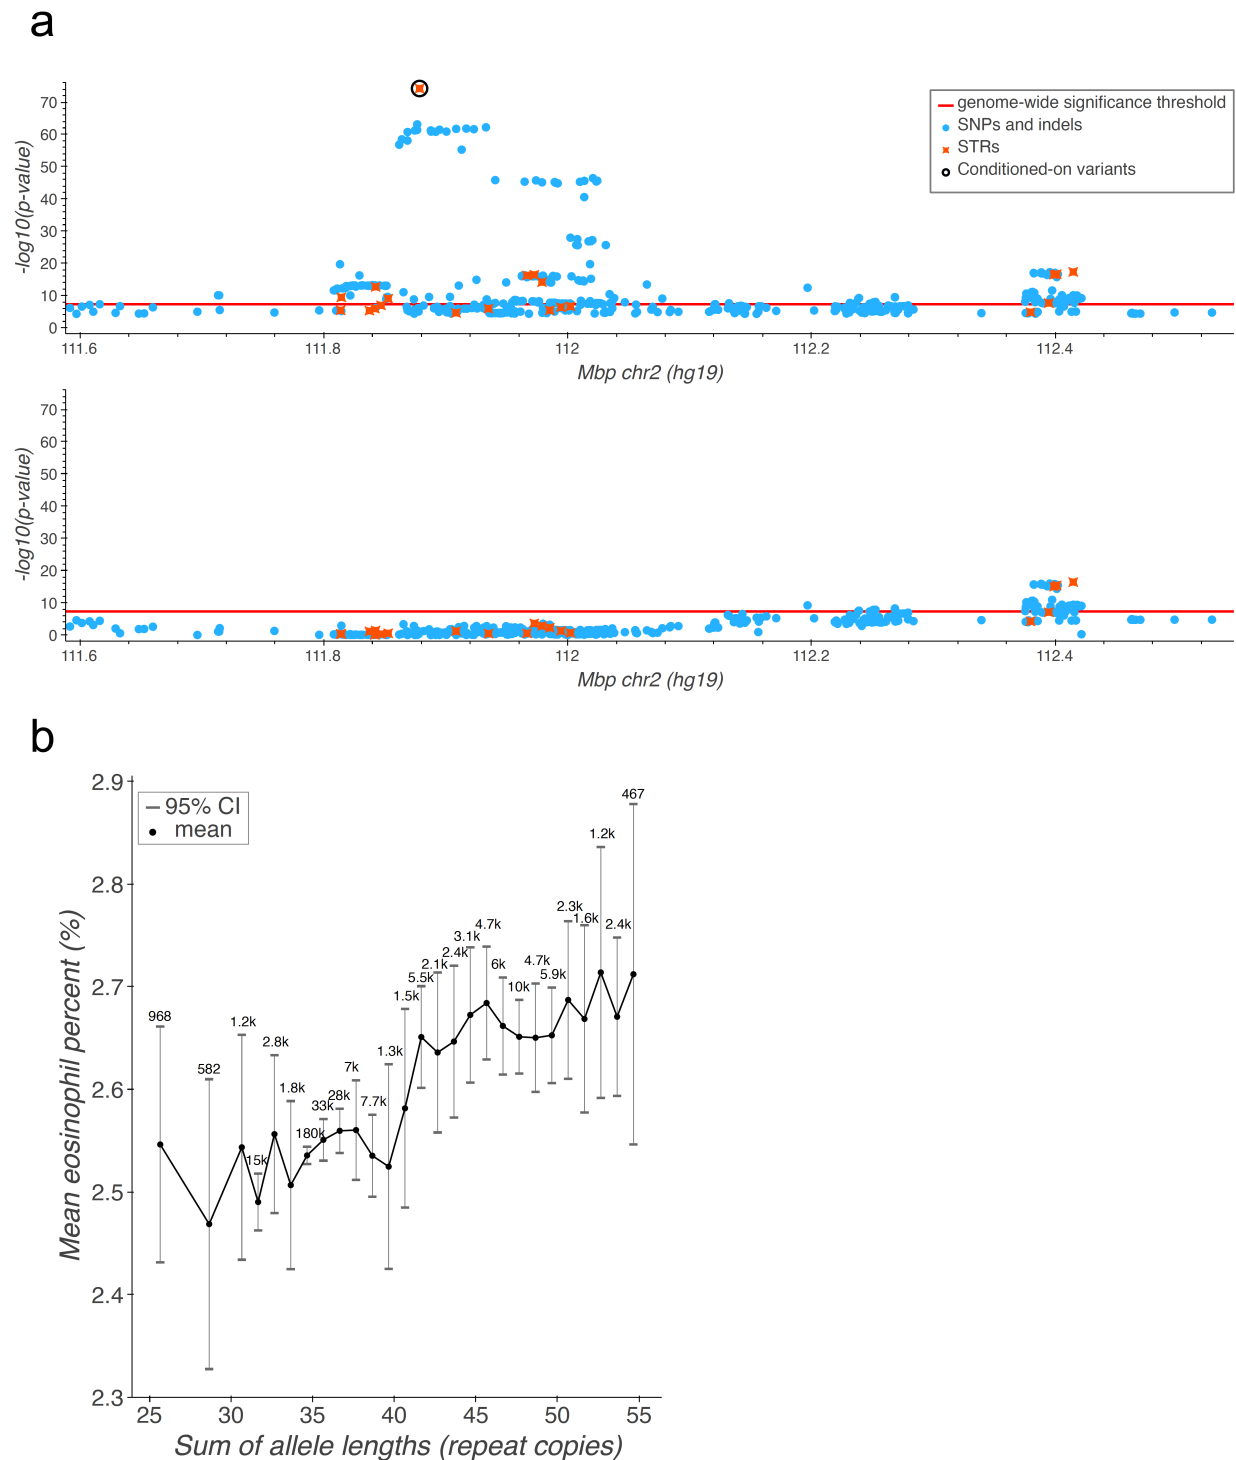 a
70
60
50
40
30
20
10
0
-log10(p-value)
111.6 111.8 112 112.2 112.4
Mbp chr2 (hg19)
genome-wide significance threshold
SNPs and indels
STRs
Conditioned-on variants
70
60
50
40
30
20
10
0
-log10(p-value)
111.6 111.8 112 112.2 112.4
Mbp chr2 (hg19)
b
2.9
2.8
2.7
2.6
2.5
2.4
2.3
Mean eosinophil percent (%)
95% CI
mean
968
582
1.2k
15k
2.8k
1.8k
180k
33k
28k
7k
7.7k
1.3k
1.5k
5.5k
2.1k
2.4k
3.1k
4.7k
6k
10k
4.7k
5.9k
2.3k
1.6k
1.2k
2.4k
467
25 30 35 40 45 50 55
Sum of allele lengths (repeat copies)